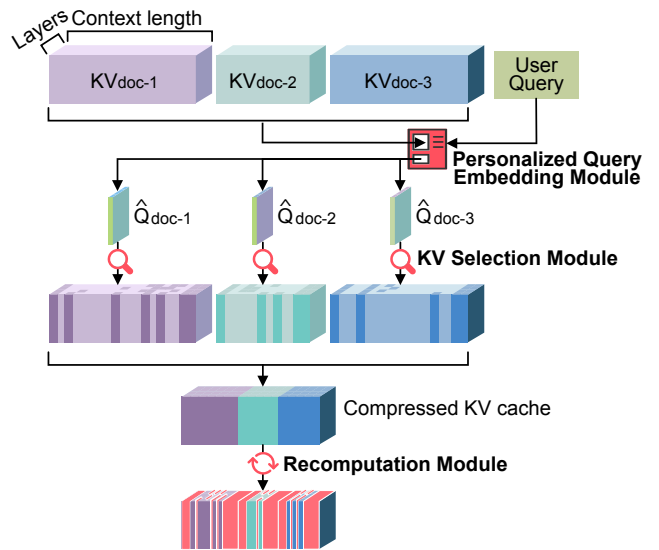 Layers
Context length
KVdoc-1
KVdoc-2
KVdoc-3
User
Query
Personalized Query
Embedding Module
Q̂doc-1
Q̂doc-2
Q̂doc-3
KV Selection Module
Compressed KV cache
Recomputation Module